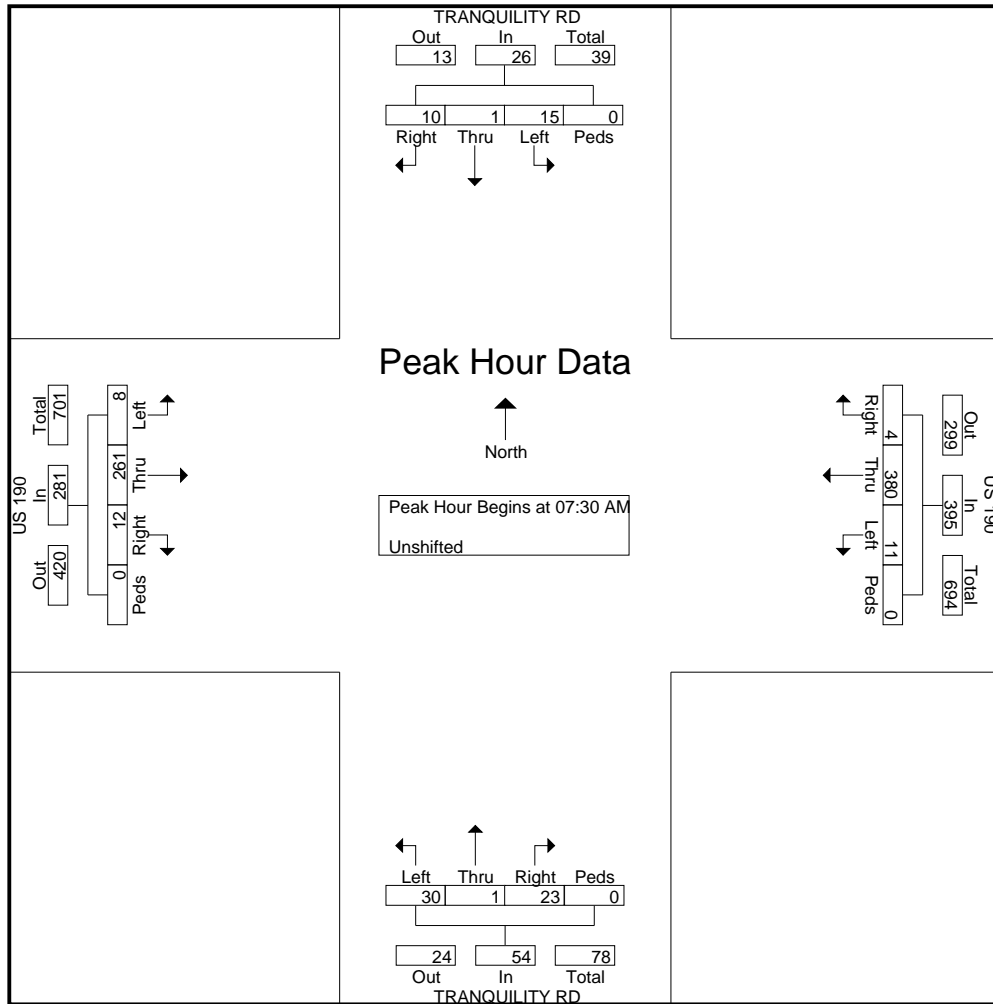 TRANQUILITY RD
Out In Total
13 26 39
10 1 15 0
Right Thru Left Peds
Peak Hour Data
North
Peak Hour Begins at 07:30 AM
Unshifted
US 190
Total In Out
701 281 420
8 261 12 0
Left Thru Right Peds
US 190
Out In Total
299 395 694
4 380 11 0
Right Thru Left Peds
Left Thru Right Peds
30 1 23 0
24 54 78
Out In Total
TRANQUILITY RD